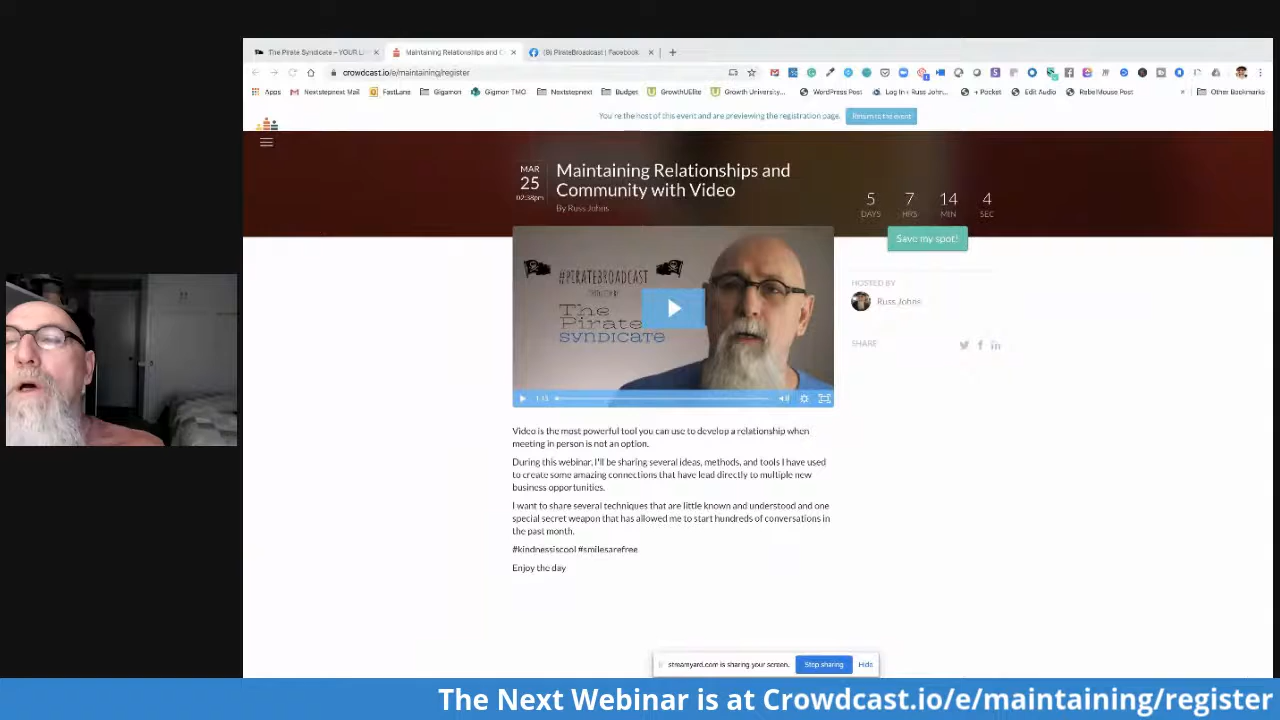 The Pirate Syndicate – YOUR L
Maintaining Relationships and C
(8) PirateBroadcast | Facebook
crowdcast.io/e/maintaining/register
Apps
Nextstepnext Mail
FastLane
Gigamon
Gigmon TMO
Nextstepnext
Budget
GrowthUElite
Growth University...
WordPress Post
Log In ‹ Russ John...
+ Pocket
Edit Audio
RebelMouse Post
»
Other Bookmarks
You're the host of this event and are previewing the registration page.
Return to the event
MAR
25
02:38pm
Maintaining Relationships and
Community with Video
By Russ Johns
5 7 14 4
DAYS HRS MIN SEC
Save my spot!
#PIRATEBROADCAST
The
Pirate
syndicate
1:13
HOSTED BY
Russ Johns
SHARE
Video is the most powerful tool you can use to develop a relationship when
meeting in person is not an option.
During this webinar, I'll be sharing several ideas, methods, and tools I have used
to create some amazing connections that have lead directly to multiple new
business opportunities.
I want to share several techniques that are little known and understood and one
special secret weapon that has allowed me to start hundreds of conversations in
the past month.
#kindnessiscool #smilesarefree
Enjoy the day
streamyard.com is sharing your screen.
Stop sharing
Hide
The Next Webinar is at Crowdcast.io/e/maintaining/register